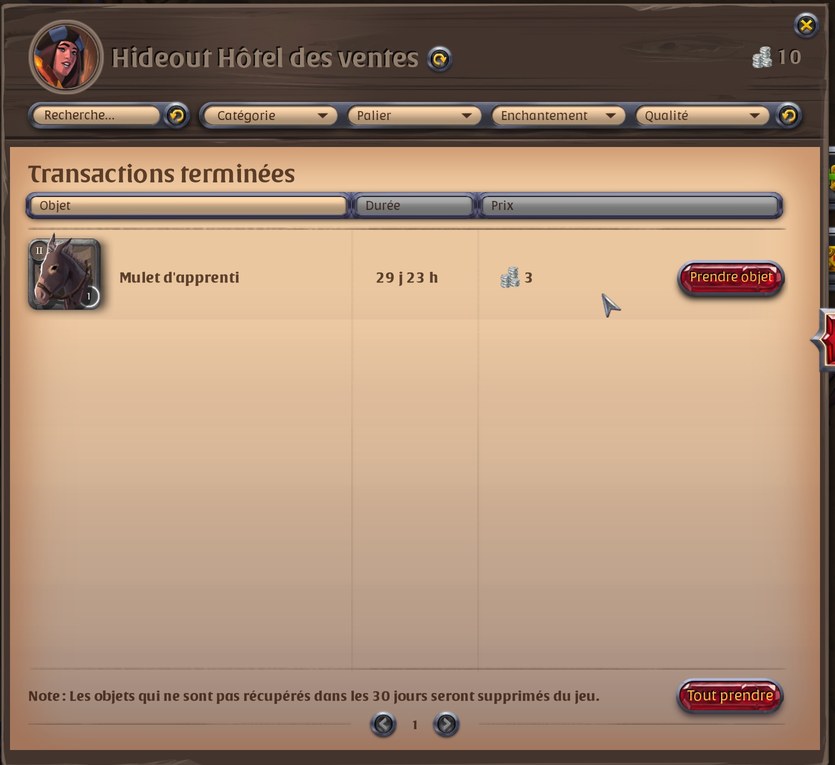 Hideout Hôtel des ventes
10
Recherche...
Catégorie
Palier
Enchantement
Qualité
Transactions terminées
Objet
Durée
Prix
II
1
Mulet d'apprenti
29 j 23 h
3
Prendre objet
Note : Les objets qui ne sont pas récupérés dans les 30 jours seront supprimés du jeu.
Tout prendre
1